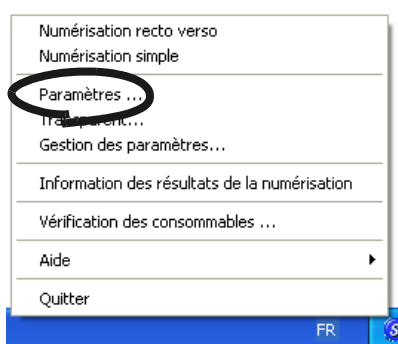 Numérisation recto verso
Numérisation simple
Paramètres ...
Transparent...
Gestion des paramètres...
Information des résultats de la numérisation
Vérification des consommables ...
Aide
Quitter
FR
S